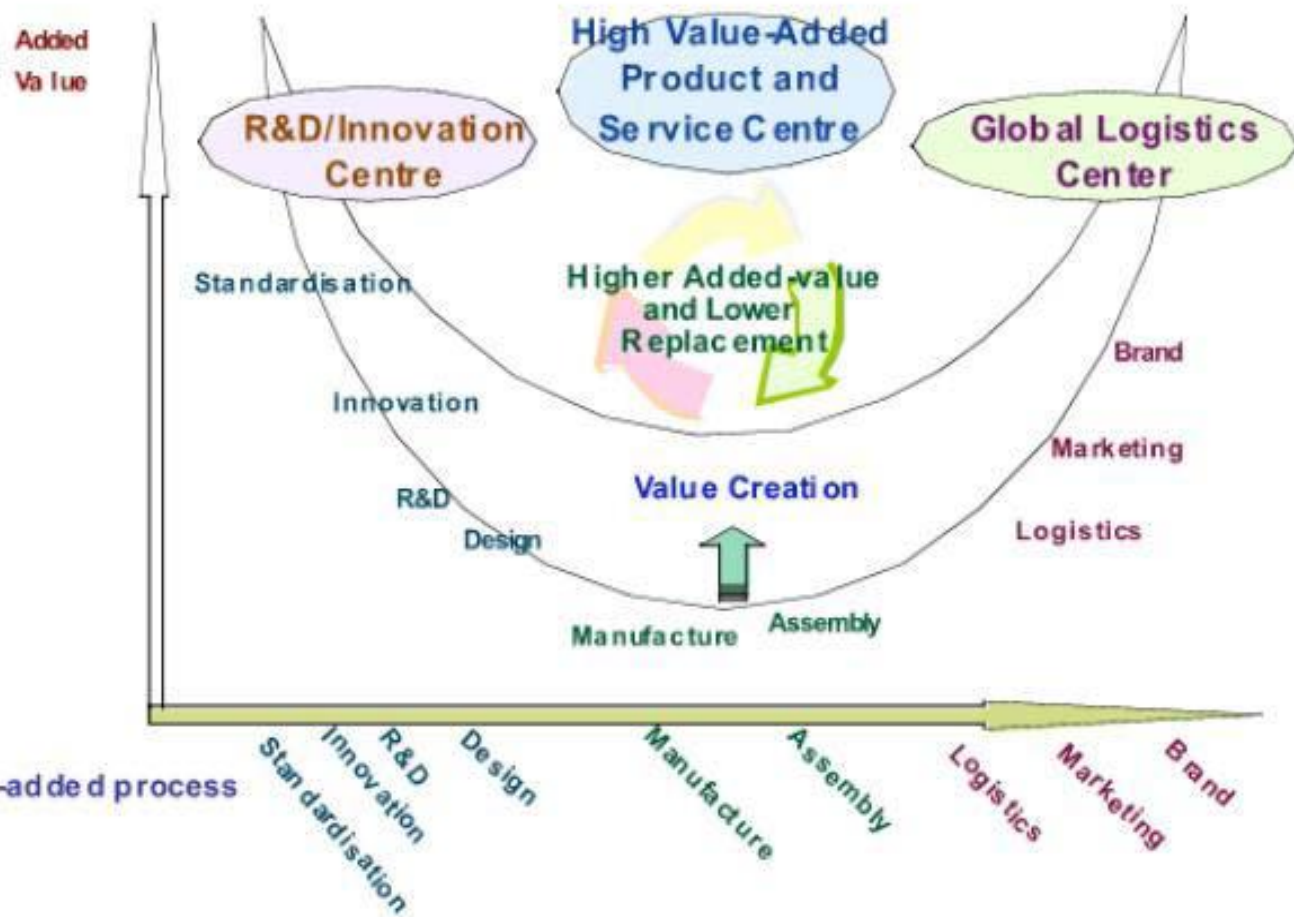 Added
Value
R&D/Innovation
Centre
High Value-Added
Product and
Service Centre
Global Logistics
Center
Standardisation
Higher Added-value
and Lower
Replacement
Brand
Innovation
Marketing
R&D
Value Creation
Design
Logistics
Manufacture
Assembly
-added process
Standardisation
Innovation
R&D
Design
Manufacture
Assembly
Logistics
Marketing
Brand